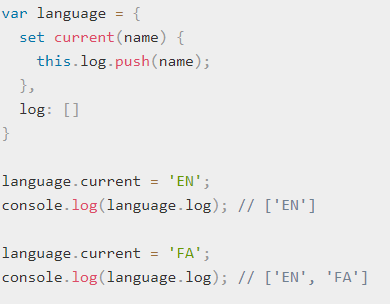 var language = {
  set current(name) {
    this.log.push(name);
  },
  log: []
}

language.current = 'EN';
console.log(language.log); // ['EN']

language.current = 'FA';
console.log(language.log); // ['EN', 'FA']